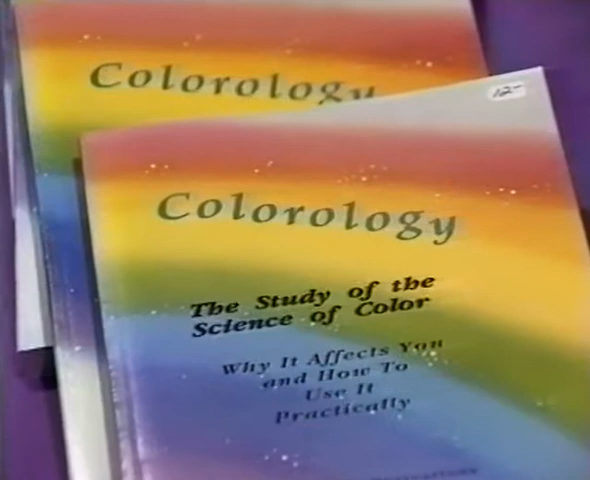 Colorology
12-
Colorology
The Study of the
Science of Color
Why It Affects You
and How To
Use It
Practically